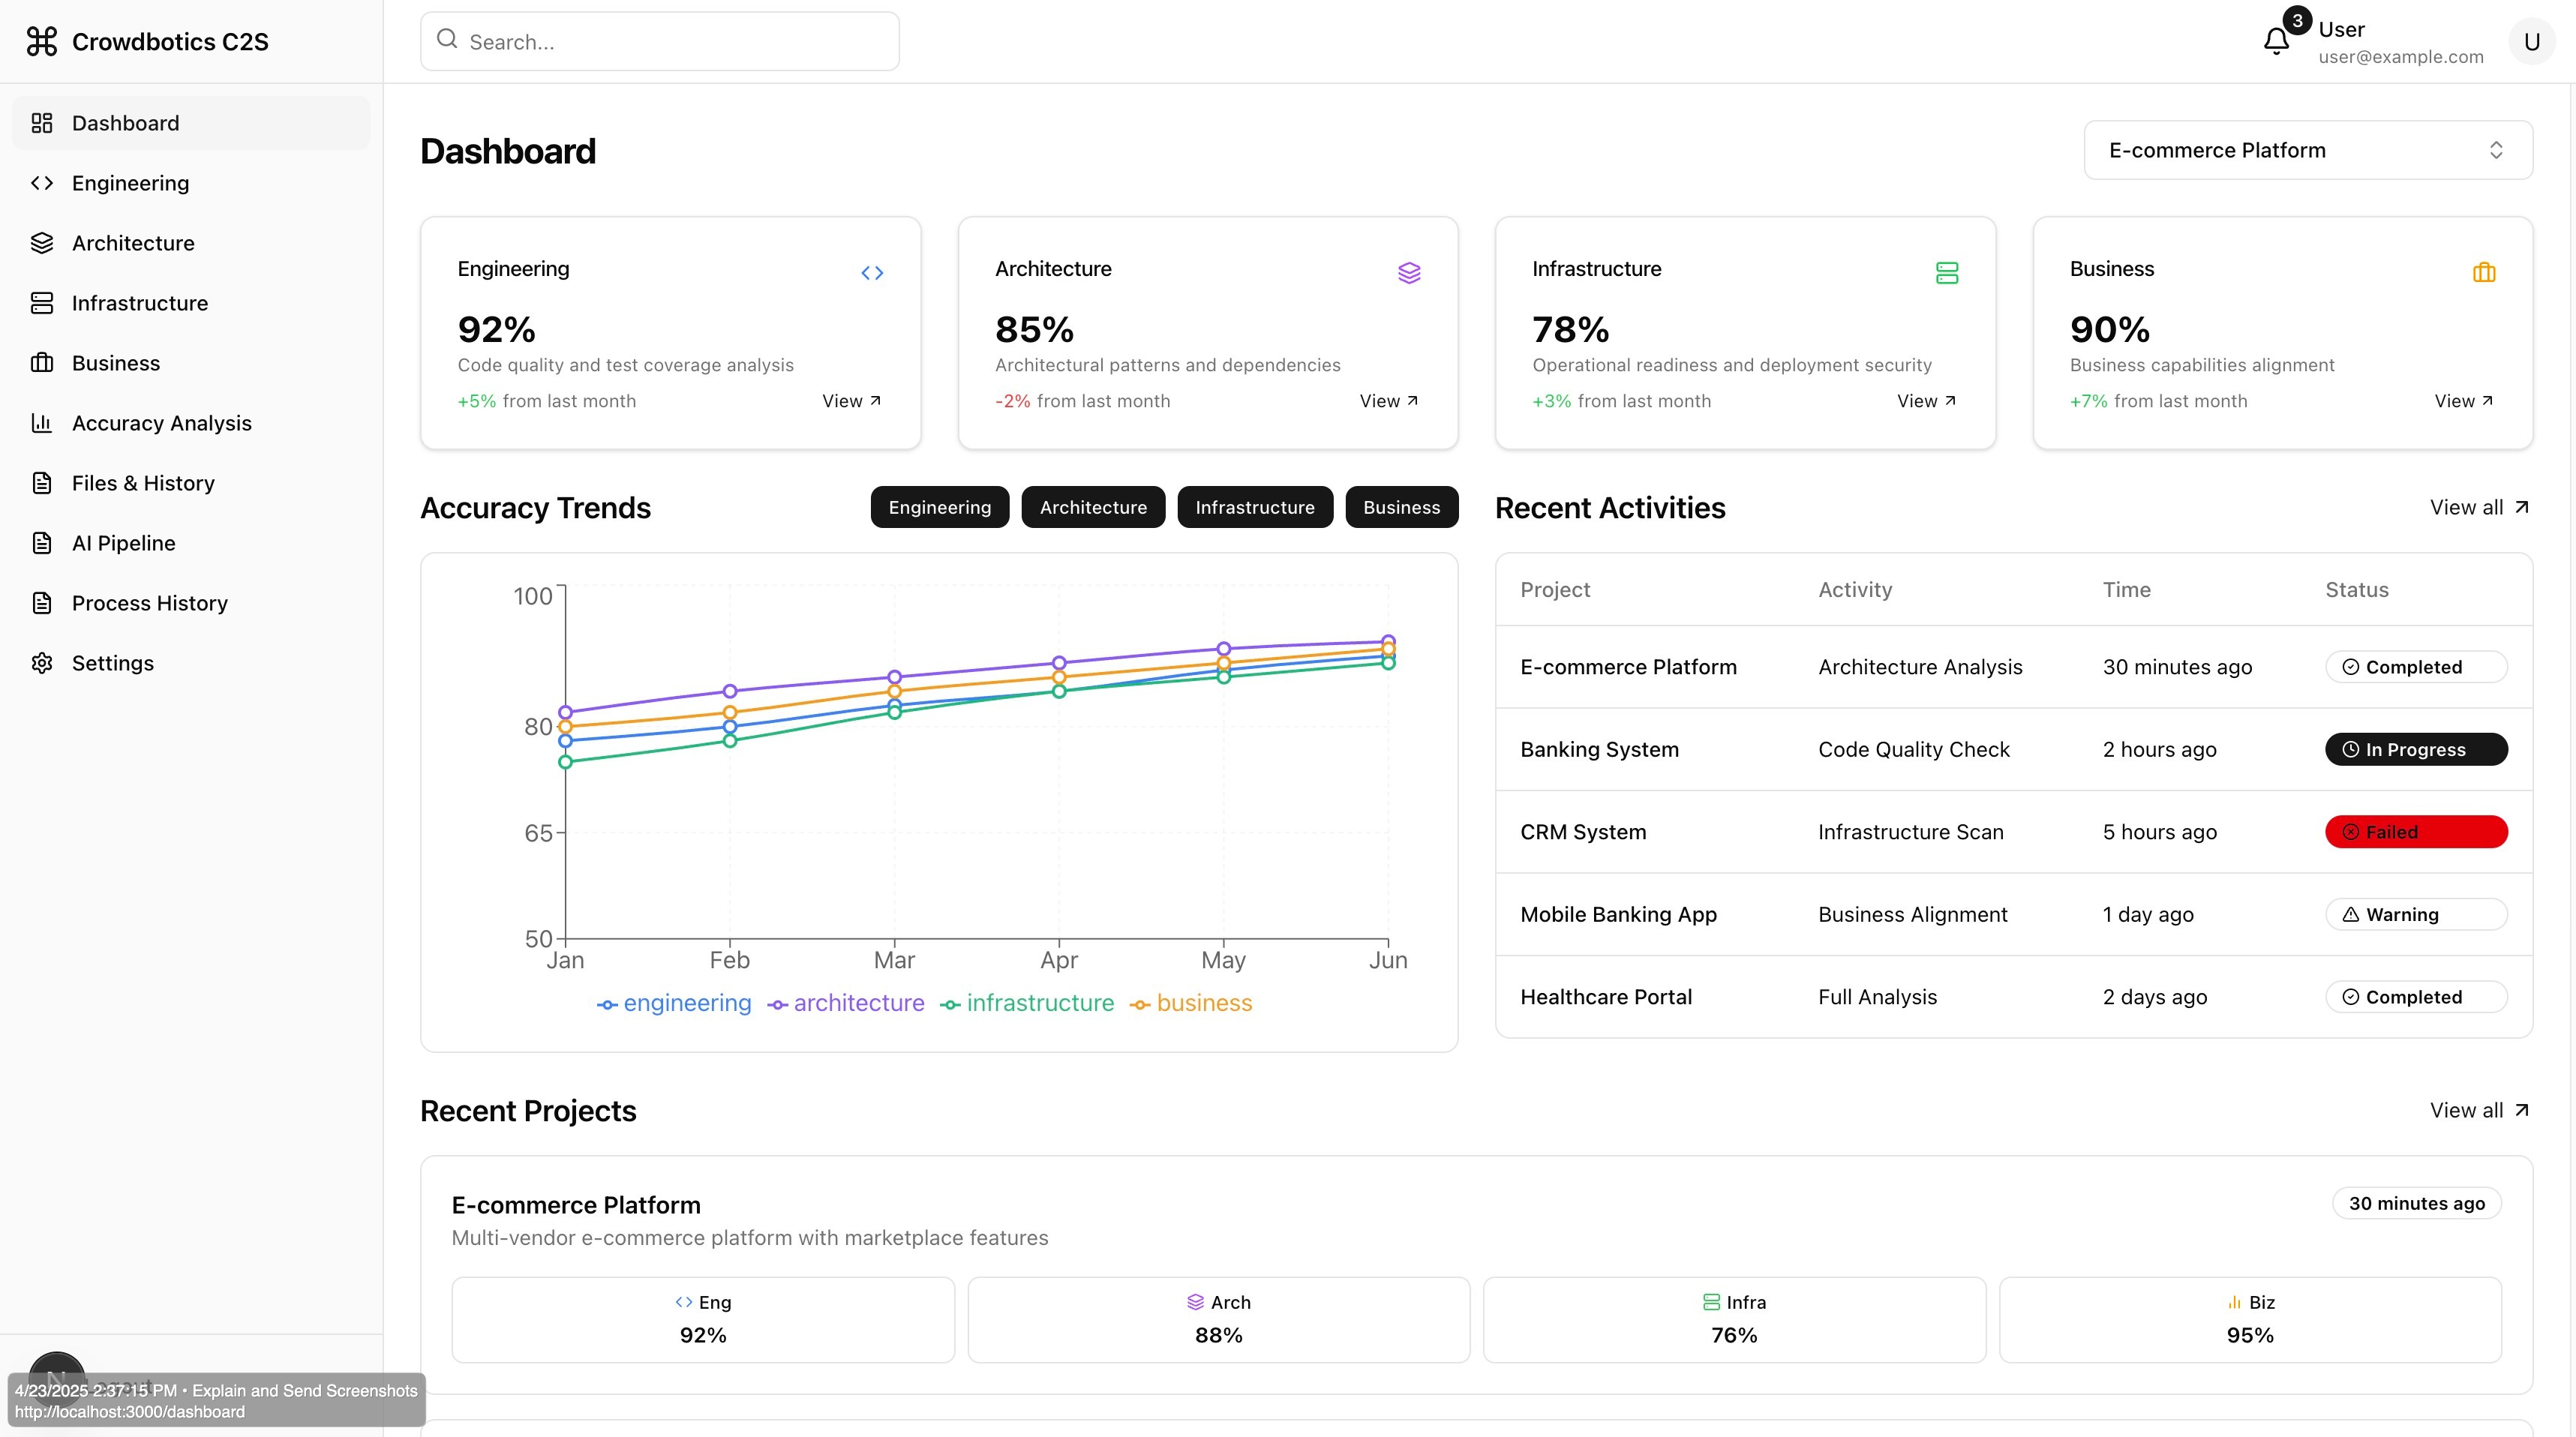 Crowdbotics C2S
Search...
3
User
user@example.com
U
Dashboard
Engineering
Architecture
Infrastructure
Business
Accuracy Analysis
Files & History
AI Pipeline
Process History
Settings
Dashboard
E-commerce Platform
Engineering
92%
Code quality and test coverage analysis
+5% from last month
View
Architecture
85%
Architectural patterns and dependencies
-2% from last month
View
Infrastructure
78%
Operational readiness and deployment security
+3% from last month
View
Business
90%
Business capabilities alignment
+7% from last month
View
Accuracy Trends
Engineering
Architecture
Infrastructure
Business
100
80
65
50
Jan Feb Mar Apr May Jun
engineering architecture infrastructure business
Recent Activities
View all
Project Activity Time Status
E-commerce Platform Architecture Analysis 30 minutes ago Completed
Banking System Code Quality Check 2 hours ago In Progress
CRM System Infrastructure Scan 5 hours ago Failed
Mobile Banking App Business Alignment 1 day ago Warning
Healthcare Portal Full Analysis 2 days ago Completed
Recent Projects
View all
E-commerce Platform
30 minutes ago
Multi-vendor e-commerce platform with marketplace features
Eng
92%
Arch
88%
Infra
76%
Biz
95%
4/23/2025 2:37:15 PM • Explain and Send Screenshots
http://localhost:3000/dashboard